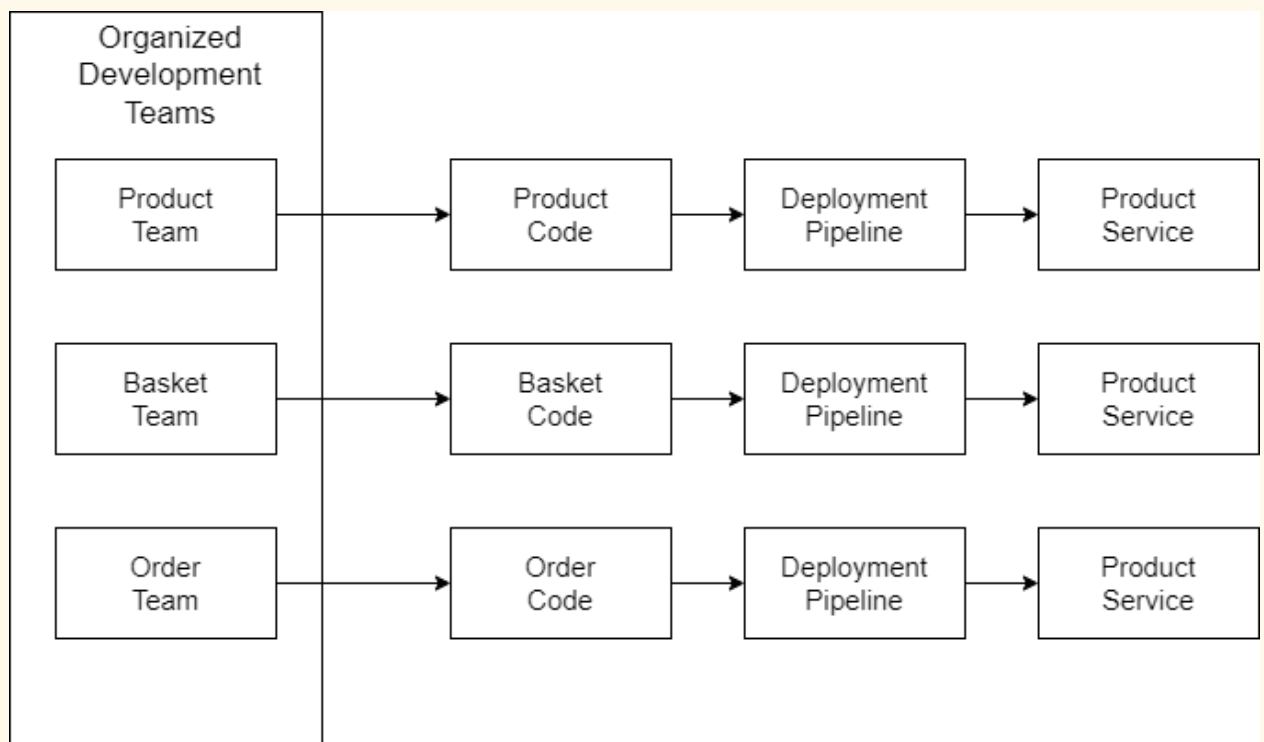 Organized
Development
Teams
Product
Team
Product
Code
Deployment
Pipeline
Product
Service
Basket
Team
Basket
Code
Deployment
Pipeline
Product
Service
Order
Team
Order
Code
Deployment
Pipeline
Product
Service